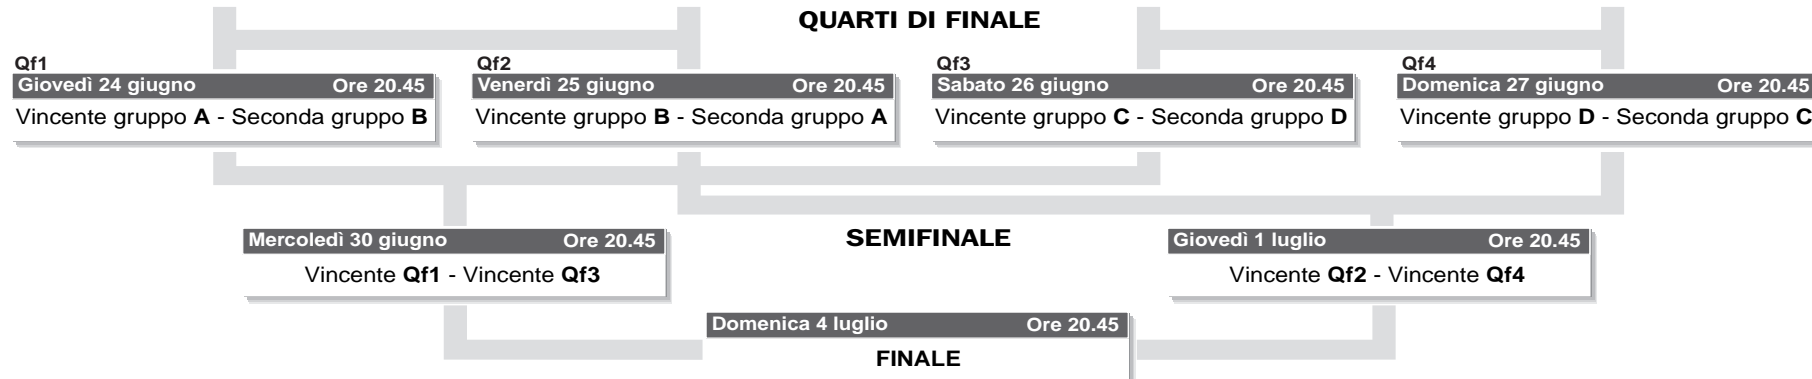 QUARTI DI FINALE
Qf1
Giovedì 24 giugno Ore 20.45
Vincente gruppo A - Seconda gruppo B
Qf2
Venerdì 25 giugno Ore 20.45
Vincente gruppo B - Seconda gruppo A
Qf3
Sabato 26 giugno Ore 20.45
Vincente gruppo C - Seconda gruppo D
Qf4
Domenica 27 giugno Ore 20.45
Vincente gruppo D - Seconda gruppo C
SEMIFINALE
Mercoledì 30 giugno Ore 20.45
Vincente Qf1 - Vincente Qf3
Giovedì 1 luglio Ore 20.45
Vincente Qf2 - Vincente Qf4
Domenica 4 luglio Ore 20.45
FINALE